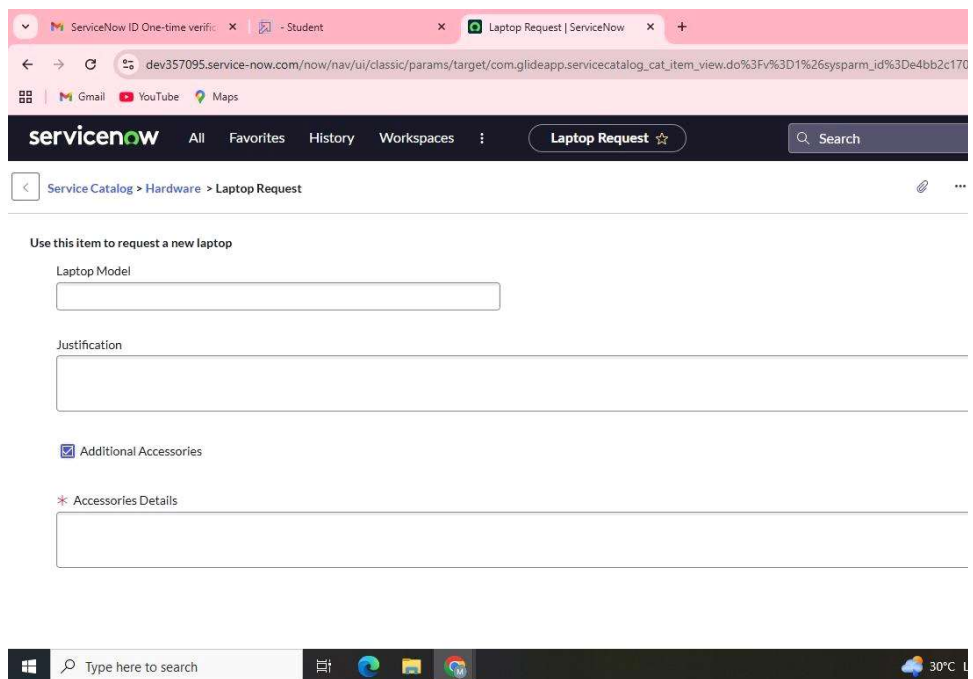 ServiceNow ID One-time verific
- Student
Laptop Request | ServiceNow
dev357095.service-now.com/now/nav/ui/classic/params/target/com.glideapp.servicecatalog_cat_item_view.do%3Fv%3D1%26sysparm_id%3De4bb2c170
Gmail YouTube Maps
servicenow All Favorites History Workspaces Laptop Request Search
Service Catalog > Hardware > Laptop Request
Use this item to request a new laptop
Laptop Model
Justification
Additional Accessories
* Accessories Details
Type here to search 30°C L